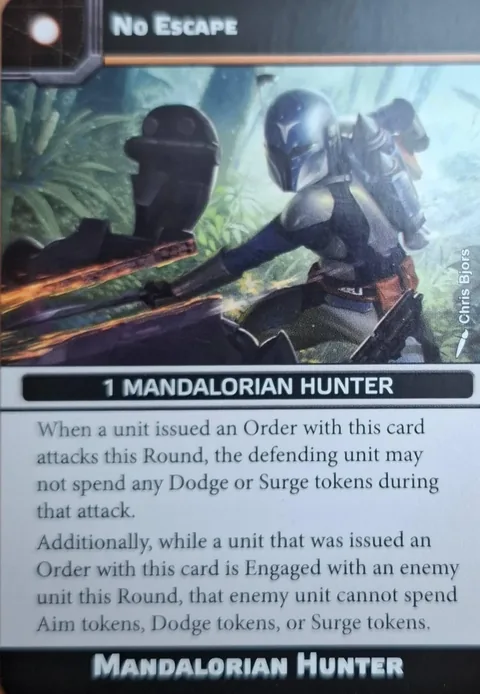 No Escape
Chris Bjors
1 MANDALORIAN HUNTER
When a unit issued an Order with this card
attacks this Round, the defending unit may
not spend any Dodge or Surge tokens during
that attack.
Additionally, while a unit that was issued an
Order with this card is Engaged with an enemy
unit this Round, that enemy unit cannot spend
Aim tokens, Dodge tokens, or Surge tokens.
Mandalorian Hunter